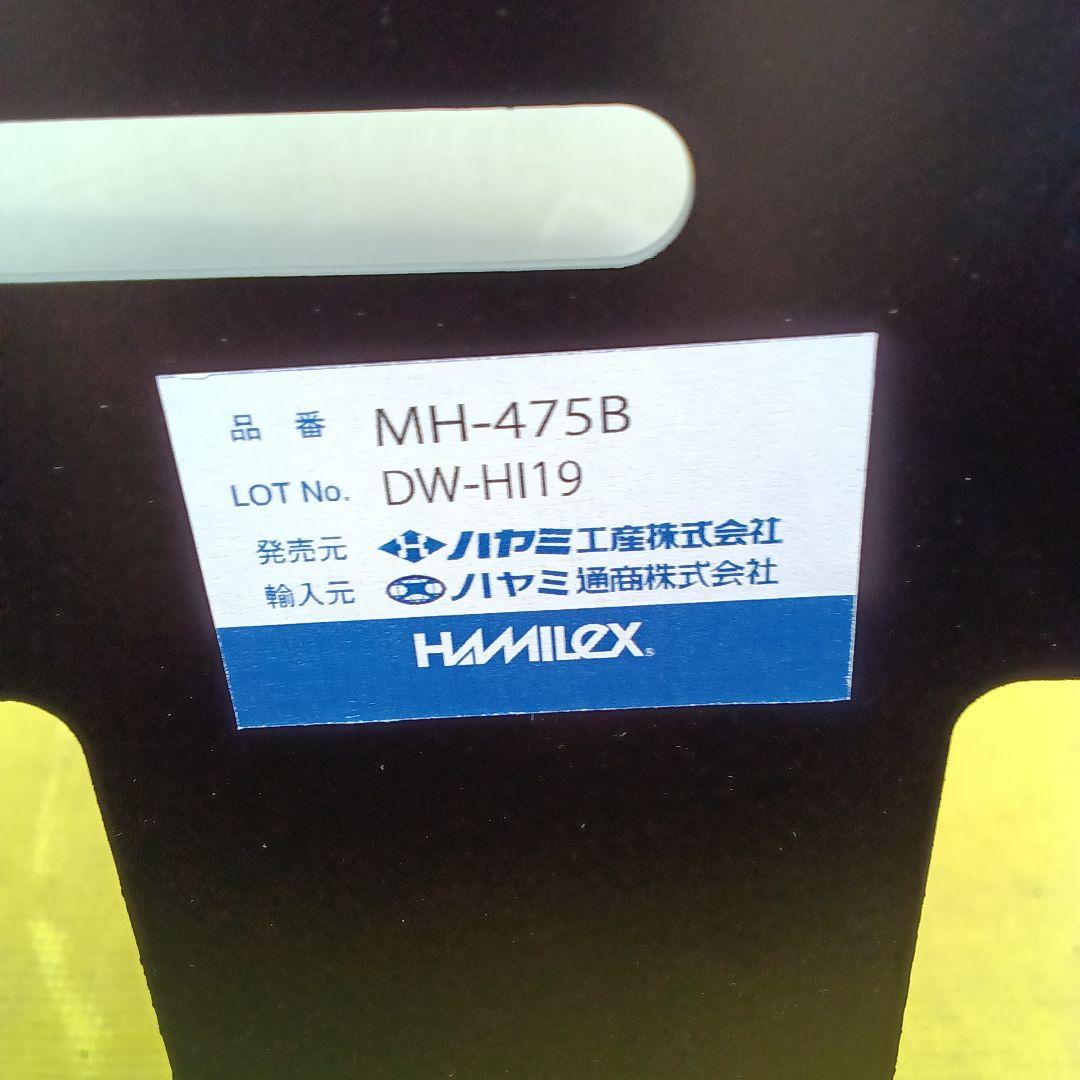 品 番 MH-475B
LOT No. DW-HI19
発売元 ハヤミ工産株式会社
輸入元 ハヤミ通商株式会社
HAMILeX